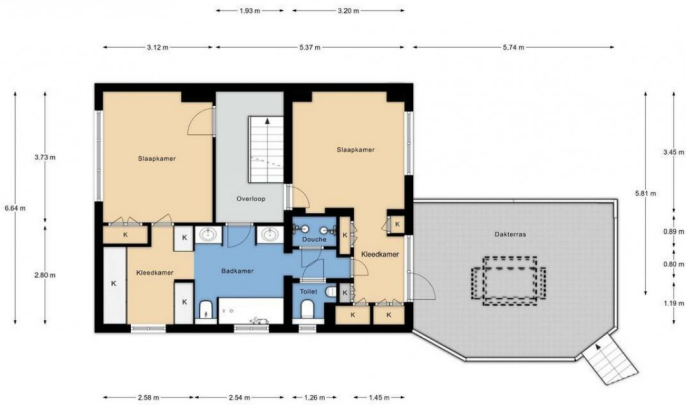 1.93 m
3.20 m
3.12 m
5.37 m
5.74 m
6.64 m
3.73 m
2.80 m
Slaapkamer
Overloop
Slaapkamer
Dakterras
K
K
Kleedkamer
K
K
Badkamer
Douche
Toilet
K
K
Kleedkamer
K
K
K
5.81 m
3.45 m
0.89 m
0.80 m
1.19 m
2.58 m
2.54 m
1.26 m
1.45 m